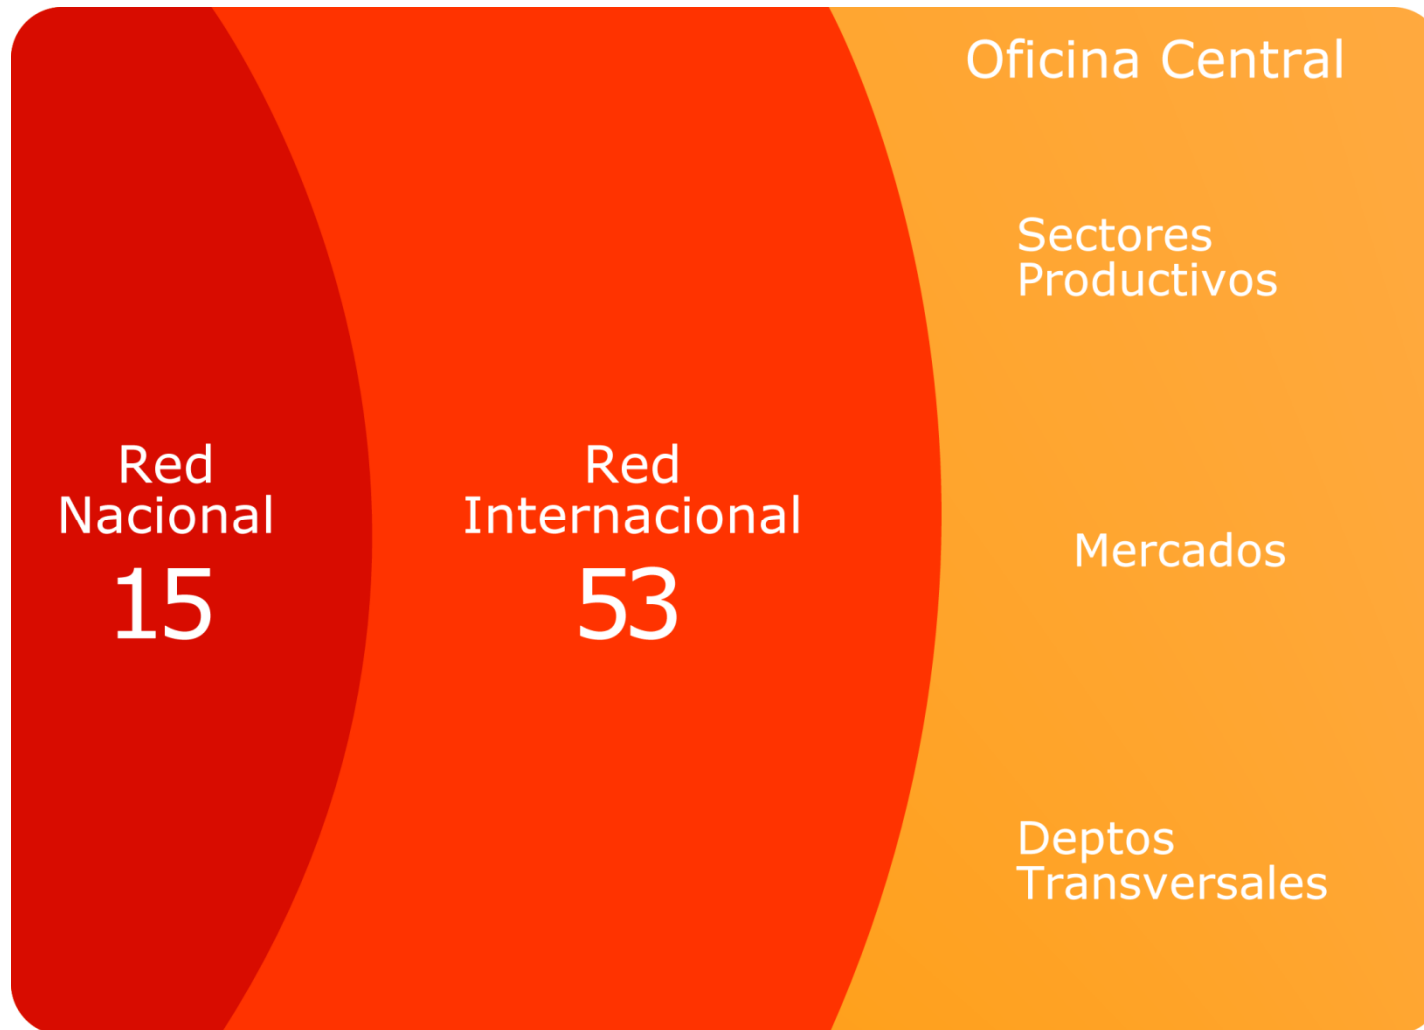 Red
Nacional
15
Red
Internacional
53
Oficina Central
Sectores
Productivos
Mercados
Deptos
Transversales